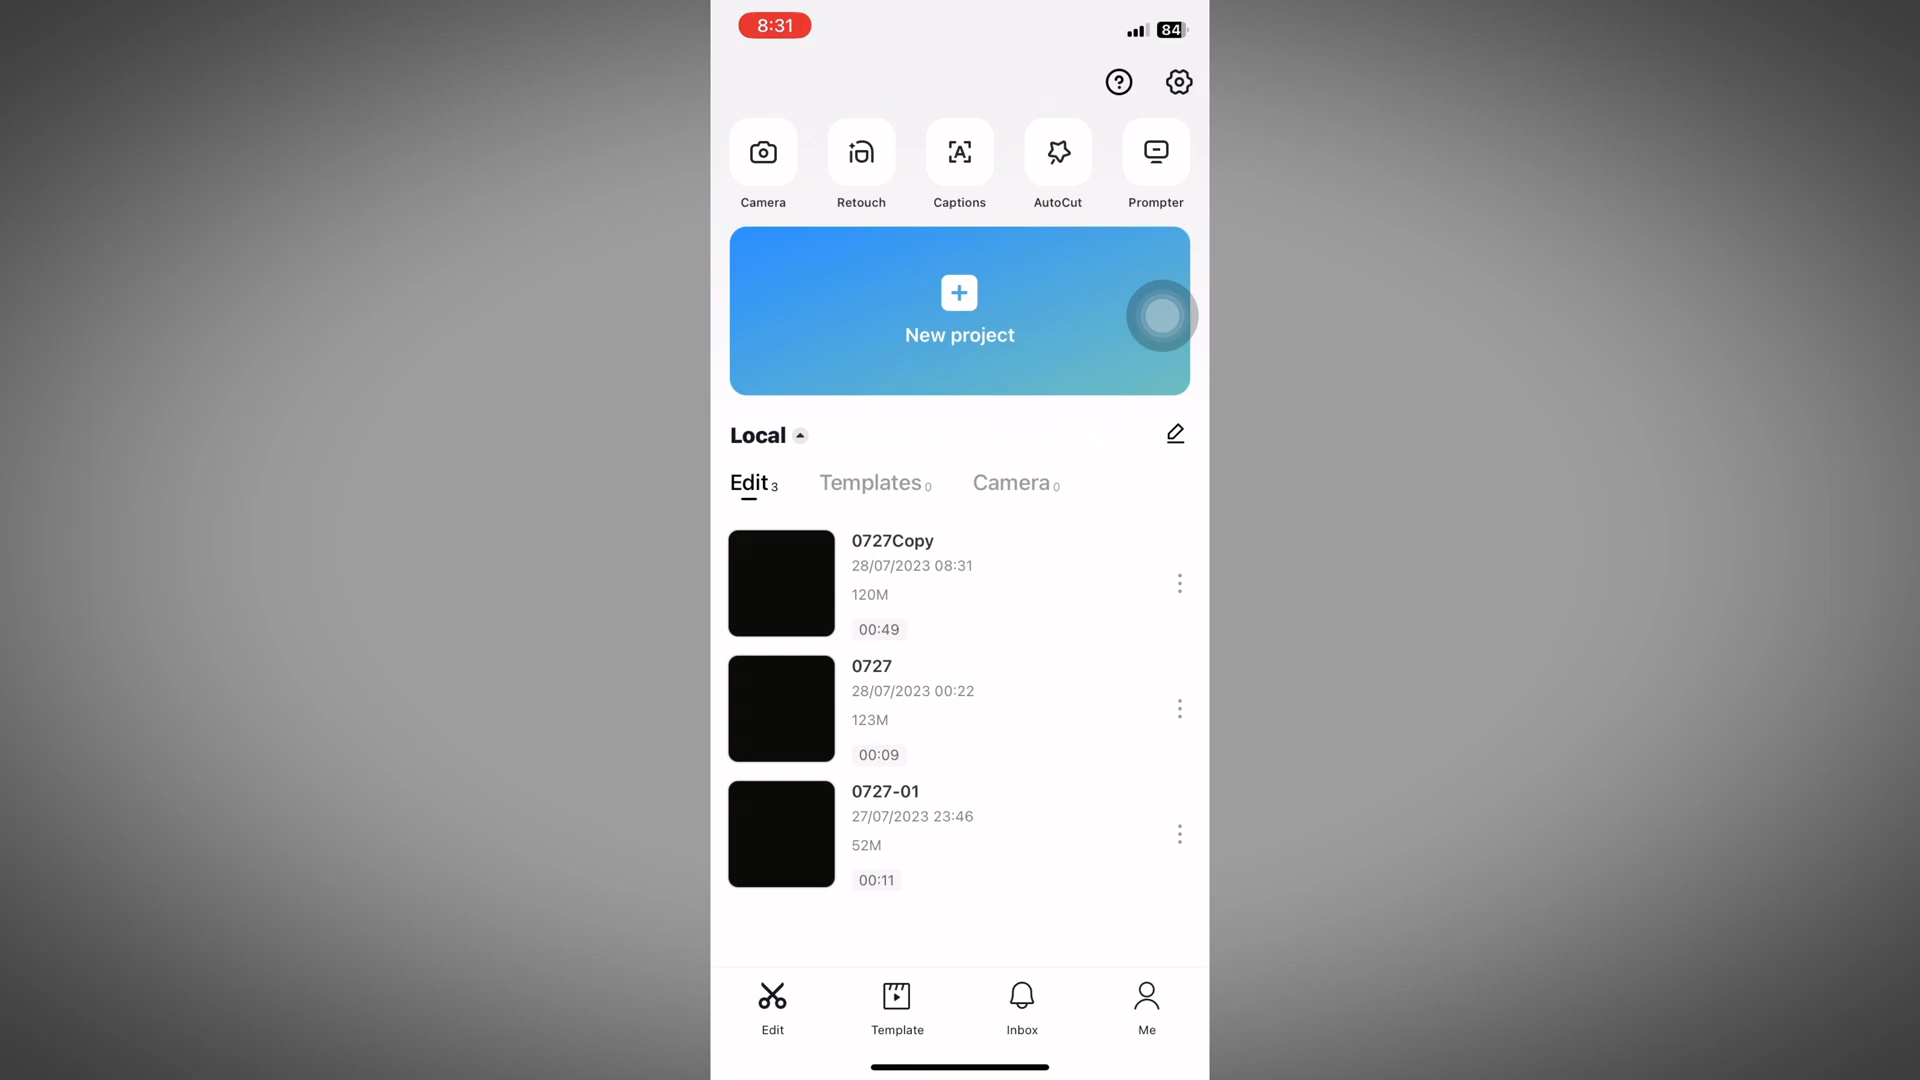 8:31
84
Camera
Retouch
Captions
AutoCut
Prompter
New project
Local
Edit 3
Templates 0
Camera 0
0727Copy
28/07/2023 08:31
120M
00:49
0727
28/07/2023 00:22
123M
00:09
0727-01
27/07/2023 23:46
52M
00:11
Edit
Template
Inbox
Me